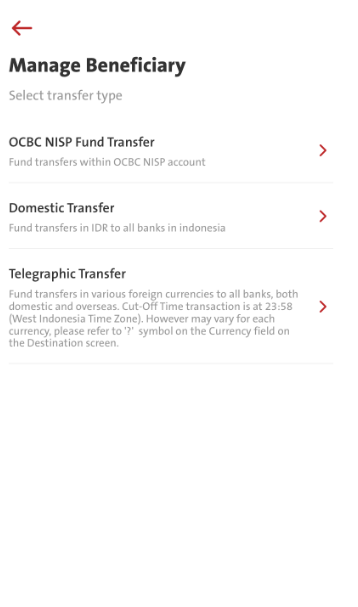 Manage Beneficiary
Select transfer type
OCBC NISP Fund Transfer
Fund transfers within OCBC NISP account
Domestic Transfer
Fund transfers in IDR to all banks in indonesia
Telegraphic Transfer
Fund transfers in various foreign currencies to all banks, both
domestic and overseas. Cut-Off Time transaction is at 23:58
(West Indonesia Time Zone). However may vary for each
currency, please refer to '?' symbol on the Currency field on
the Destination screen.